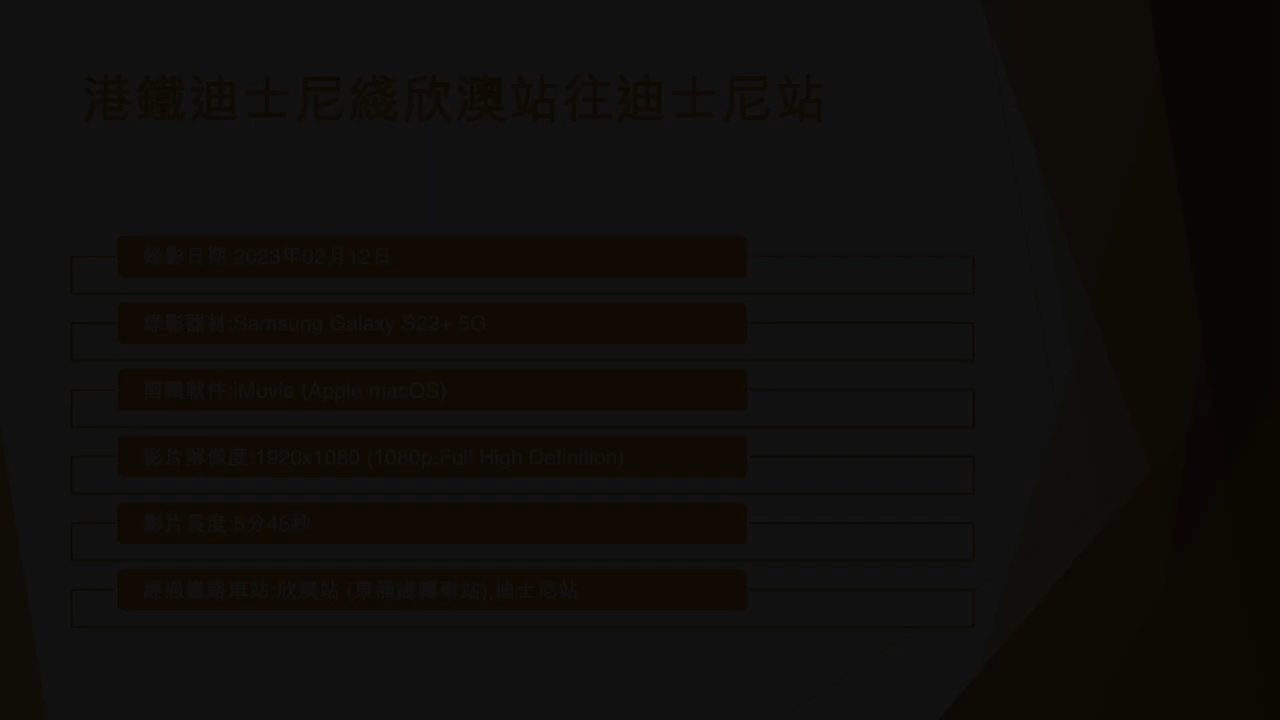 港鐵迪士尼綫欣澳站往迪士尼站
錄影日期:2023年02月12日
錄影器材:Samsung Galaxy S22+ 5G
剪輯軟件:iMovie (Apple macOS)
影片解像度:1920x1080 (1080p.Full High Definition)
影片長度:5分45秒
經過鐵路車站:欣澳站 (東涌綫轉車站),迪士尼站